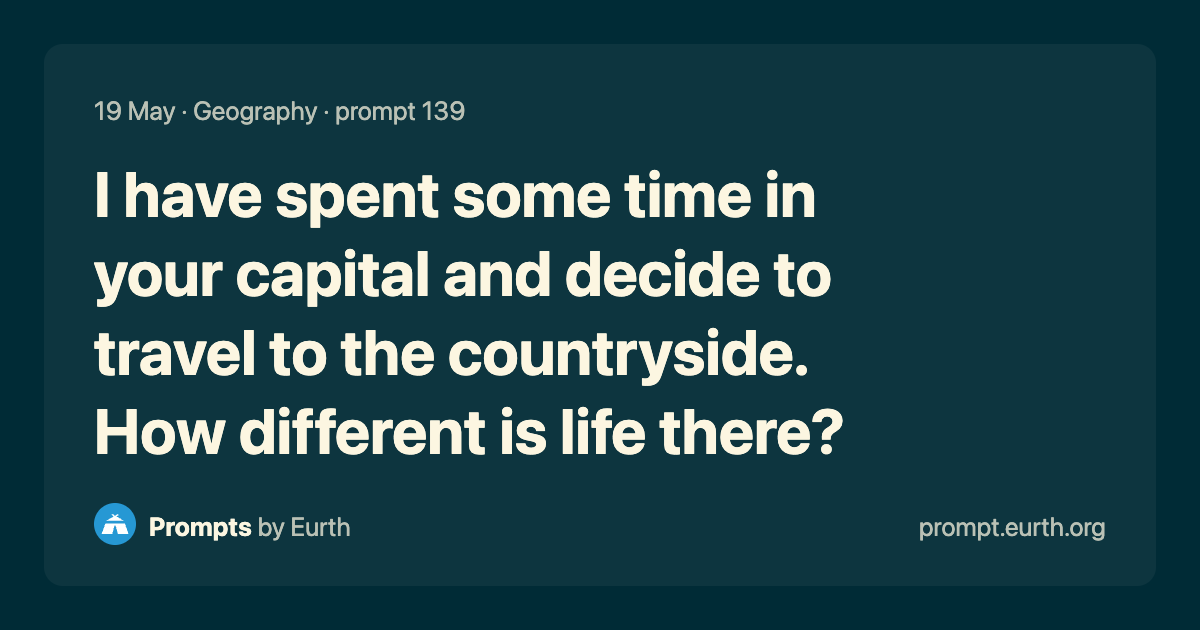 19 May · Geography · prompt 139
I have spent some time in
your capital and decide to
travel to the countryside.
How different is life there?
Prompts by Eurth
prompt.eurth.org